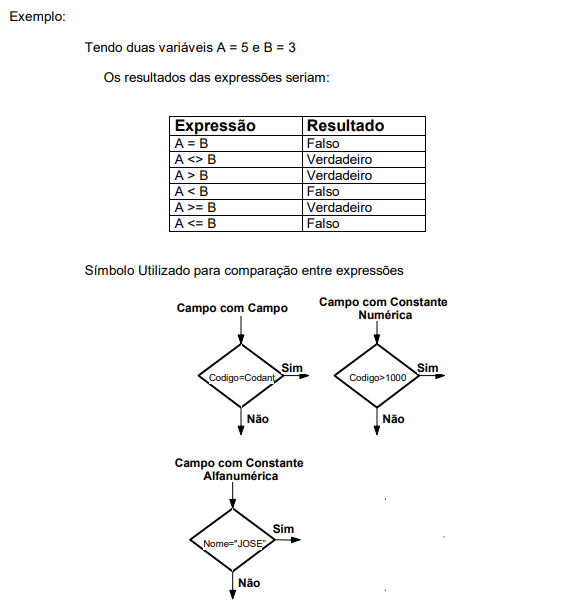 Exemplo:
Tendo duas variáveis A = 5 e B = 3
Os resultados das expressões seriam:
Expressão Resultado
A = B Falso
A <> B Verdadeiro
A > B Verdadeiro
A < B Falso
A >= B Verdadeiro
A <= B Falso
Símbolo Utilizado para comparação entre expressões
Campo com Campo
Codigo=Codant
Sim
Não
Campo com Constante
Numérica
Codigo>1000
Sim
Não
Campo com Constante
Alfanumérica
Nome="JOSE"
Sim
Não